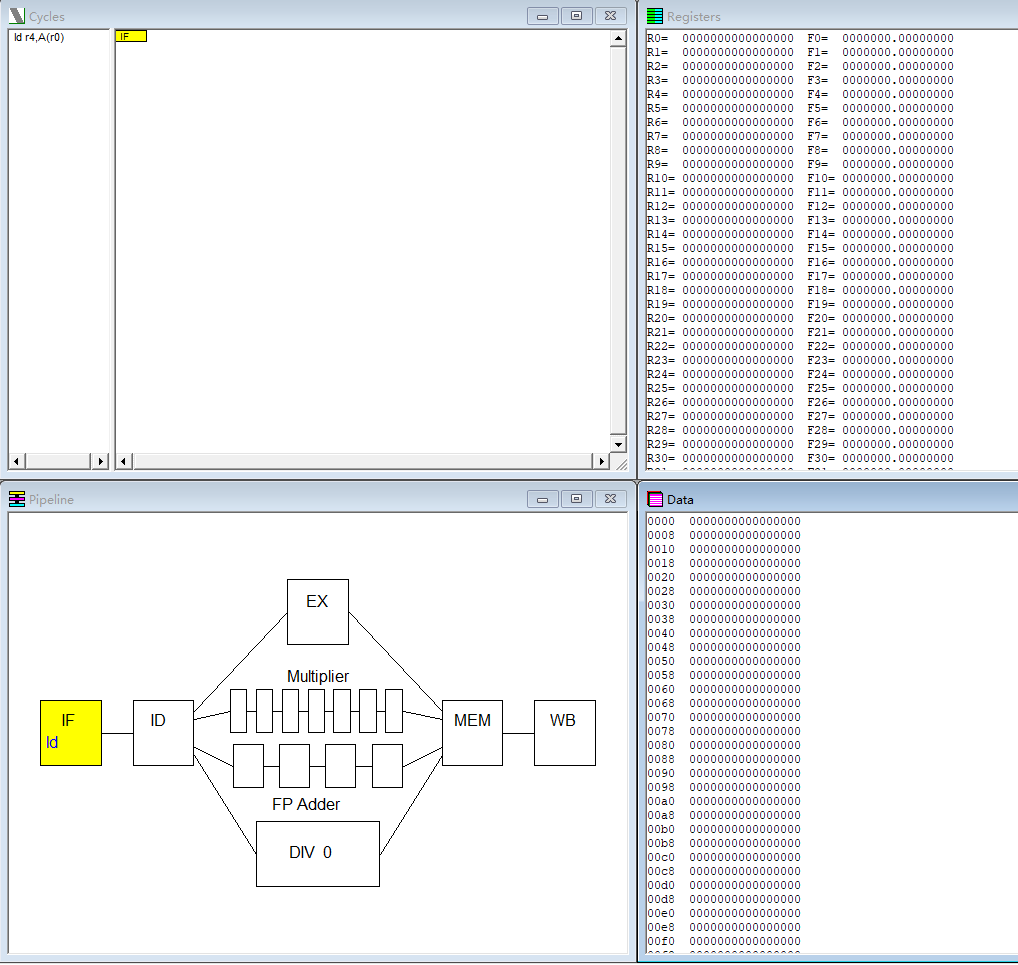 Cycles
ld r4,A(r0)
IF
Registers
R0= 0000000000000000 F0= 0000000.00000000
R1= 0000000000000000 F1= 0000000.00000000
R2= 0000000000000000 F2= 0000000.00000000
R3= 0000000000000000 F3= 0000000.00000000
R4= 0000000000000000 F4= 0000000.00000000
R5= 0000000000000000 F5= 0000000.00000000
R6= 0000000000000000 F6= 0000000.00000000
R7= 0000000000000000 F7= 0000000.00000000
R8= 0000000000000000 F8= 0000000.00000000
R9= 0000000000000000 F9= 0000000.00000000
R10= 0000000000000000 F10= 0000000.00000000
R11= 0000000000000000 F11= 0000000.00000000
R12= 0000000000000000 F12= 0000000.00000000
R13= 0000000000000000 F13= 0000000.00000000
R14= 0000000000000000 F14= 0000000.00000000
R15= 0000000000000000 F15= 0000000.00000000
R16= 0000000000000000 F16= 0000000.00000000
R17= 0000000000000000 F17= 0000000.00000000
R18= 0000000000000000 F18= 0000000.00000000
R19= 0000000000000000 F19= 0000000.00000000
R20= 0000000000000000 F20= 0000000.00000000
R21= 0000000000000000 F21= 0000000.00000000
R22= 0000000000000000 F22= 0000000.00000000
R23= 0000000000000000 F23= 0000000.00000000
R24= 0000000000000000 F24= 0000000.00000000
R25= 0000000000000000 F25= 0000000.00000000
R26= 0000000000000000 F26= 0000000.00000000
R27= 0000000000000000 F27= 0000000.00000000
R28= 0000000000000000 F28= 0000000.00000000
R29= 0000000000000000 F29= 0000000.00000000
R30= 0000000000000000 F30= 0000000.00000000
Pipeline
EX
Multiplier
IF
ld
ID
MEM
WB
FP Adder
DIV 0
Data
0000 0000000000000000
0008 0000000000000000
0010 0000000000000000
0018 0000000000000000
0020 0000000000000000
0028 0000000000000000
0030 0000000000000000
0038 0000000000000000
0040 0000000000000000
0048 0000000000000000
0050 0000000000000000
0058 0000000000000000
0060 0000000000000000
0068 0000000000000000
0070 0000000000000000
0078 0000000000000000
0080 0000000000000000
0088 0000000000000000
0090 0000000000000000
0098 0000000000000000
00a0 0000000000000000
00a8 0000000000000000
00b0 0000000000000000
00b8 0000000000000000
00c0 0000000000000000
00c8 0000000000000000
00d0 0000000000000000
00d8 0000000000000000
00e0 0000000000000000
00e8 0000000000000000
00f0 0000000000000000